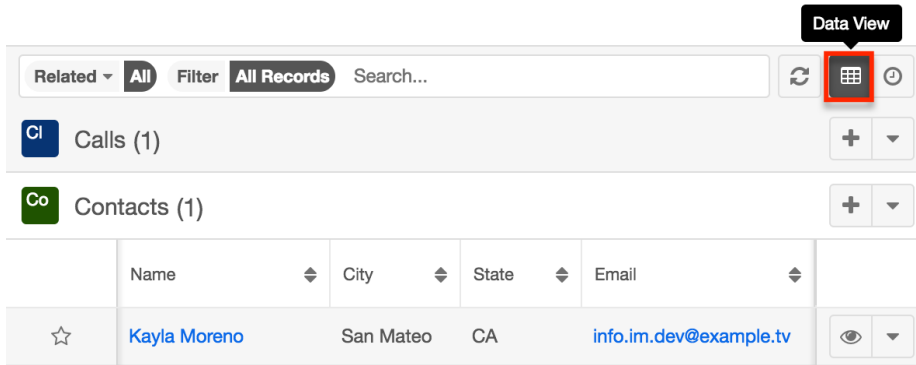 Data View
Related All Filter All Records Search...
Cl Calls (1)
Co Contacts (1)
Name City State Email
Kayla Moreno San Mateo CA info.im.dev@example.tv